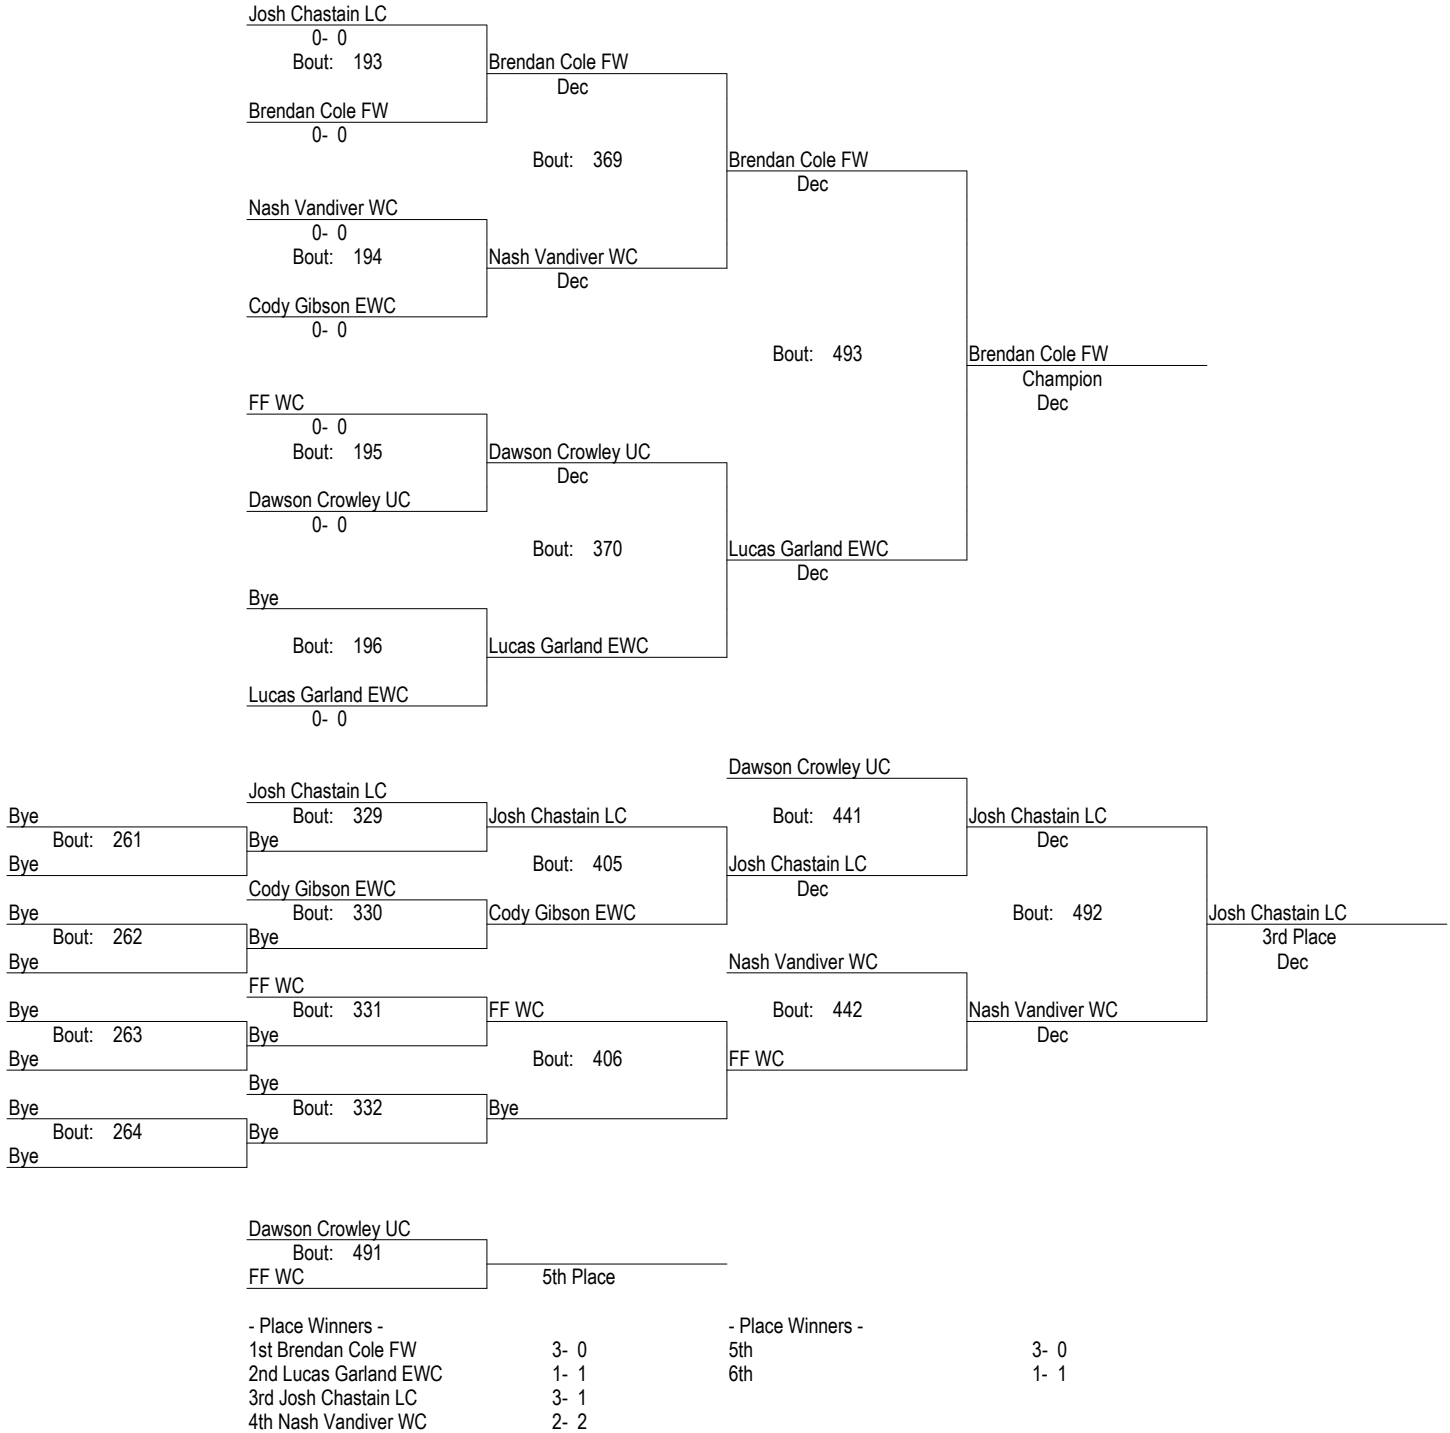 Josh Chastain LC
0- 0
Bout: 193
Brendan Cole FW
Dec
Brendan Cole FW
0- 0
Bout: 369
Brendan Cole FW
Dec
Nash Vandiver WC
0- 0
Bout: 194
Nash Vandiver WC
Dec
Cody Gibson EWC
0- 0
Bout: 493
Brendan Cole FW
Champion
Dec
FF WC
0- 0
Bout: 195
Dawson Crowley UC
Dec
Dawson Crowley UC
0- 0
Bout: 370
Lucas Garland EWC
Dec
Bye
Bout: 196
Lucas Garland EWC
Lucas Garland EWC
0- 0
Dawson Crowley UC
Josh Chastain LC
Bye
Bout: 329
Josh Chastain LC
Bout: 441
Josh Chastain LC
Bout: 261
Bye
Dec
Bye
Bout: 405
Josh Chastain LC
Cody Gibson EWC
Dec
Bye
Bout: 330
Cody Gibson EWC
Bout: 492
Josh Chastain LC
Bout: 262
Bye
3rd Place
Bye
Nash Vandiver WC
Dec
FF WC
Bye
Bout: 331
FF WC
Bout: 442
Nash Vandiver WC
Bout: 263
Bye
Dec
Bye
Bout: 406
FF WC
Bye
Bye
Bout: 332
Bye
Bout: 264
Bye
Bye
Dawson Crowley UC
Bout: 491
FF WC
5th Place
- Place Winners -
- Place Winners -
1st Brendan Cole FW 3- 0
5th 3- 0
2nd Lucas Garland EWC 1- 1
6th 1- 1
3rd Josh Chastain LC 3- 1
4th Nash Vandiver WC 2- 2